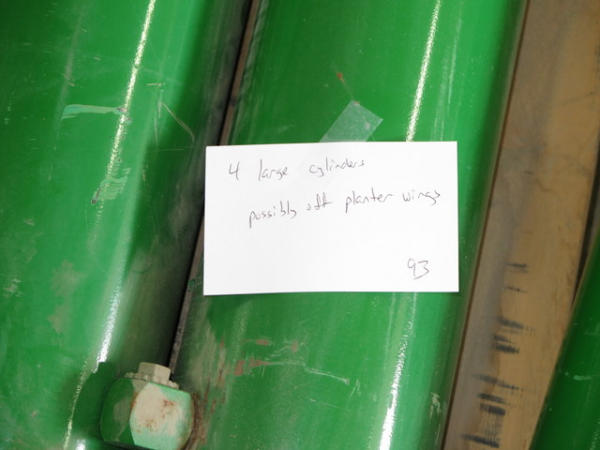 4 large cylinders
possibly off planter wings
93